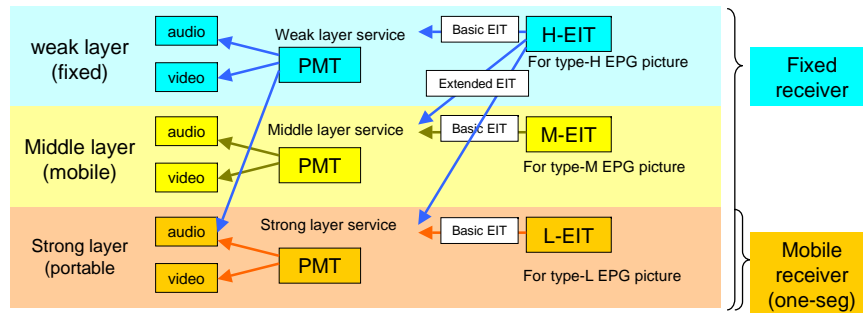 weak layer
(fixed)
audio
video
PMT
Weak layer service
Basic EIT
H-EIT
For type-H EPG picture
Extended EIT
Fixed
receiver
Middle layer
(mobile)
audio
video
PMT
Middle layer service
Basic EIT
M-EIT
For type-M EPG picture
Strong layer
(portable
audio
video
PMT
Strong layer service
Basic EIT
L-EIT
For type-L EPG picture
Mobile
receiver
(one-seg)